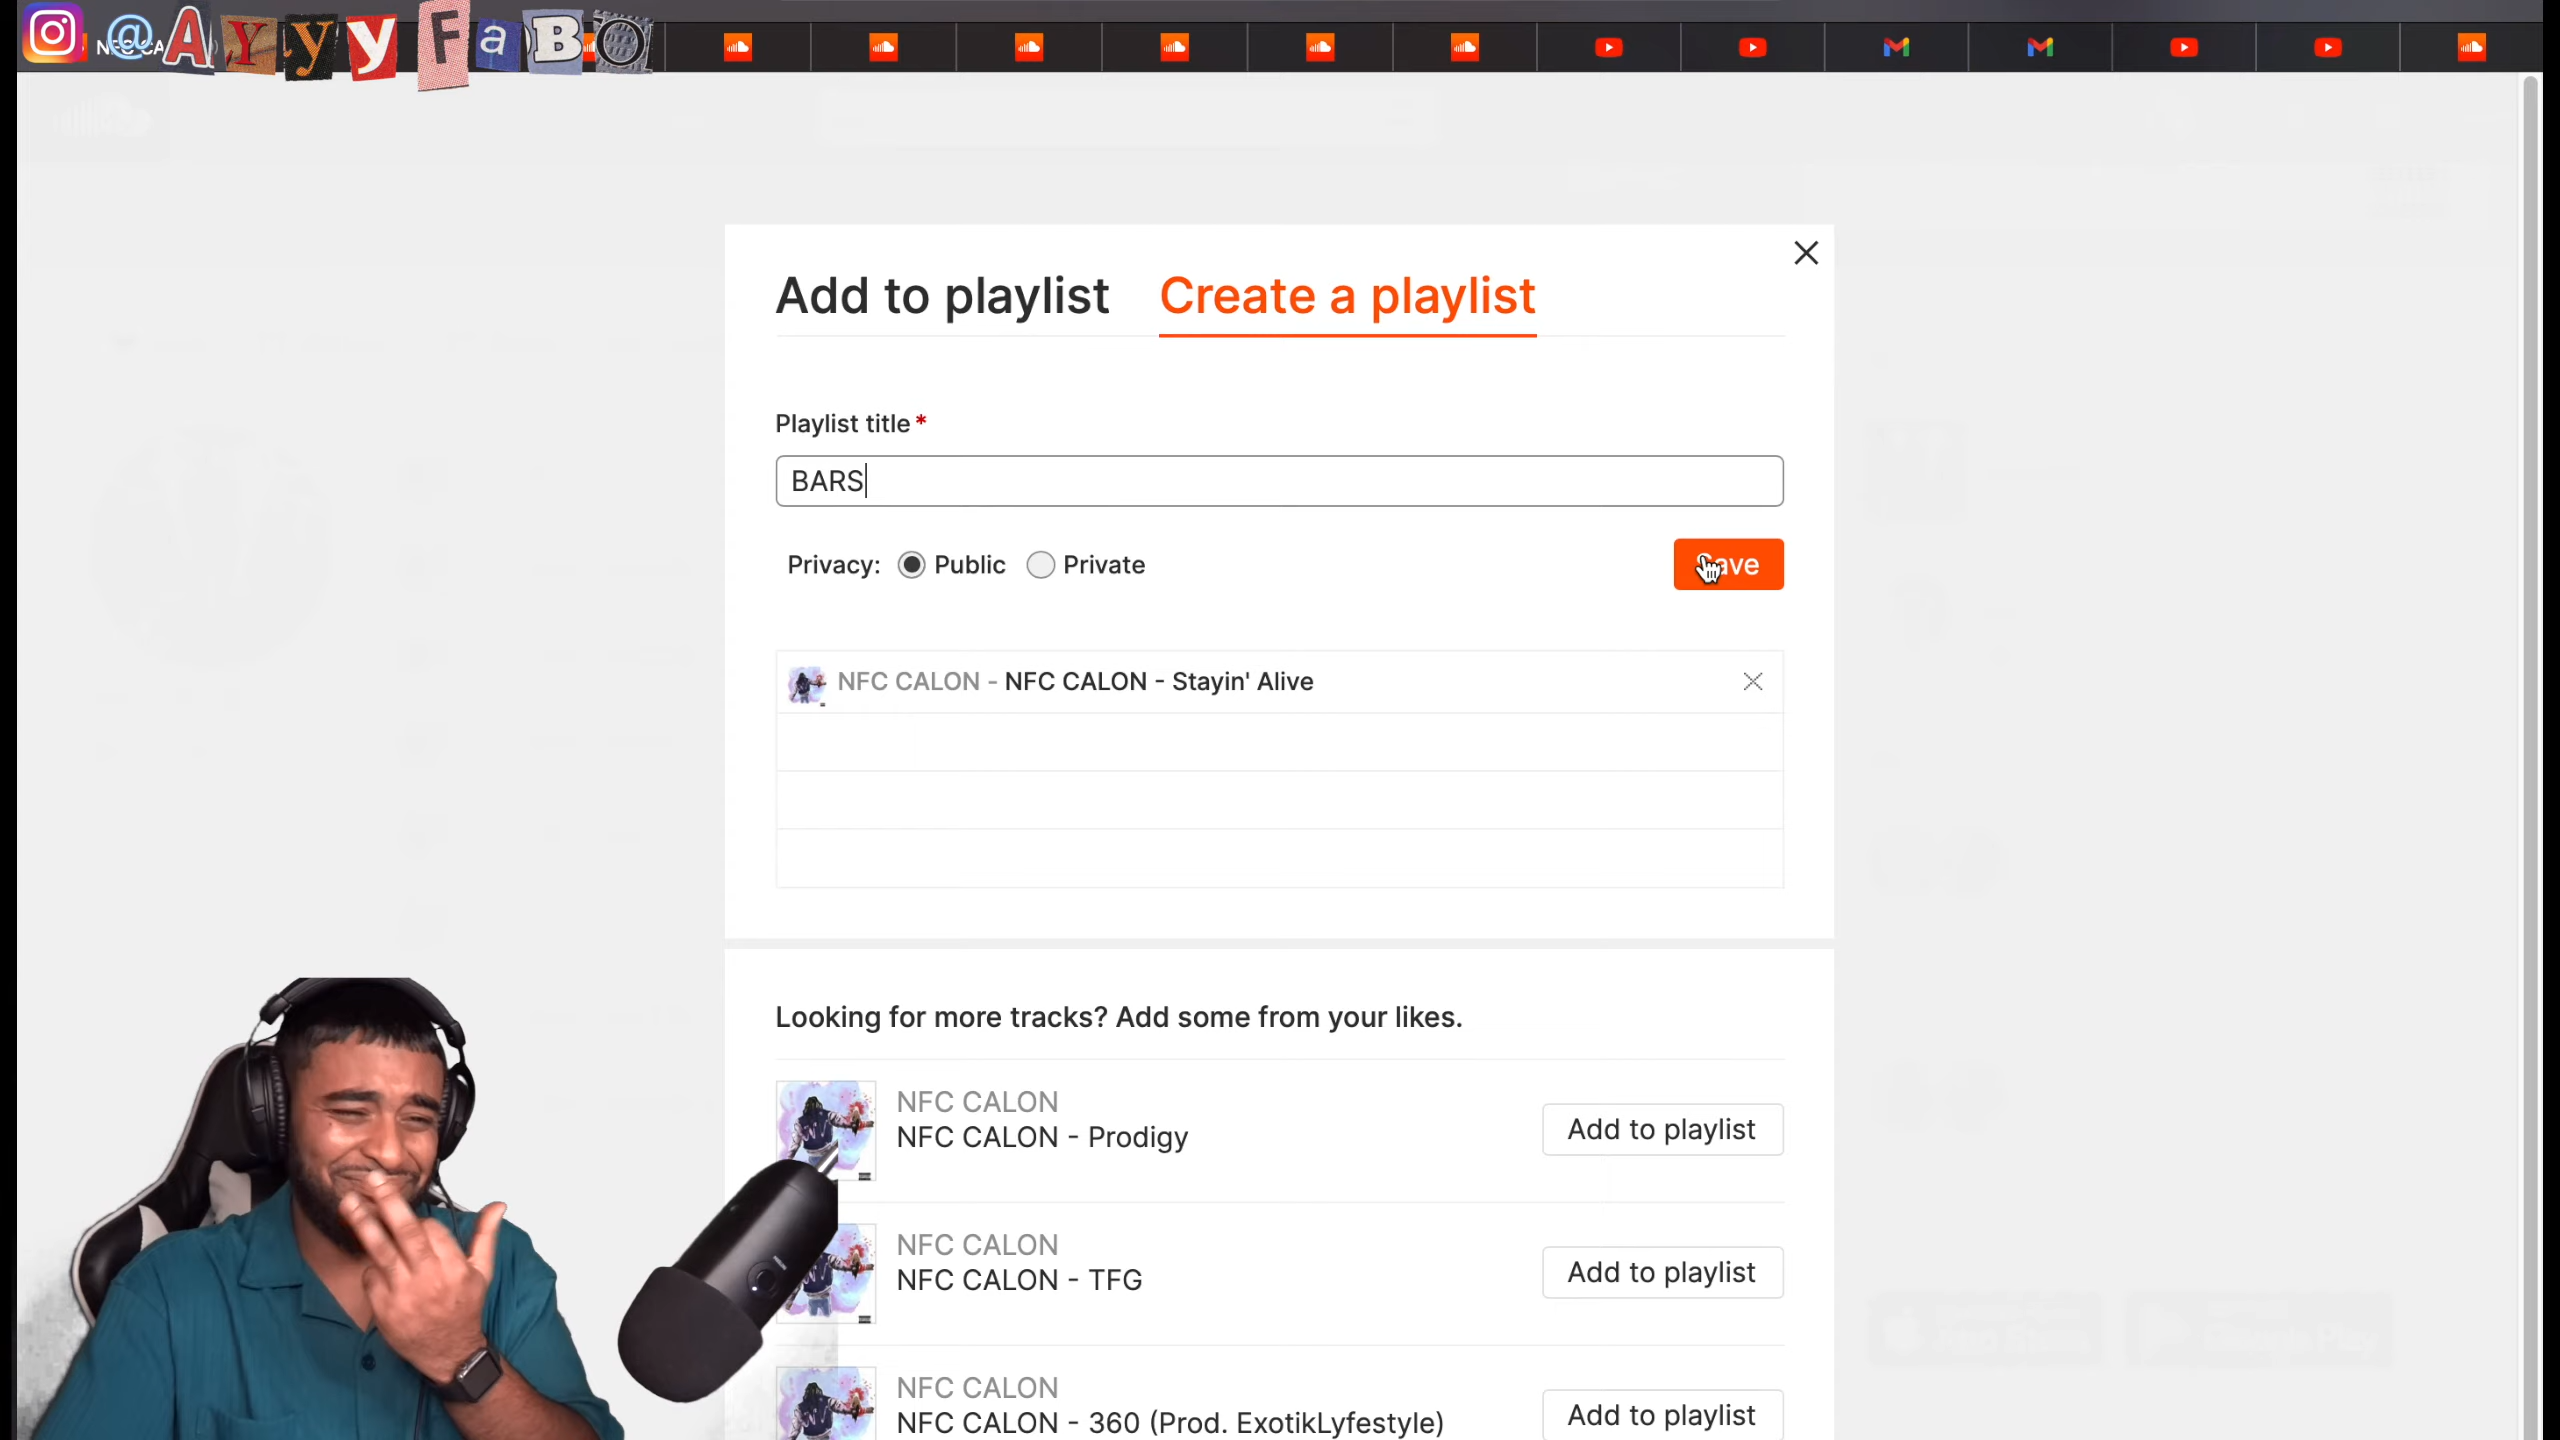 @AYyyFaBO
Add to playlist Create a playlist
Playlist title*
BARS
Privacy: Public Private
NFC CALON - NFC CALON - Stayin' Alive
Looking for more tracks? Add some from your likes.
NFC CALON
NFC CALON - Prodigy
Add to playlist
NFC CALON
NFC CALON - TFG
Add to playlist
NFC CALON
NFC CALON - 360 (Prod. ExotikLyfestyle)
Add to playlist